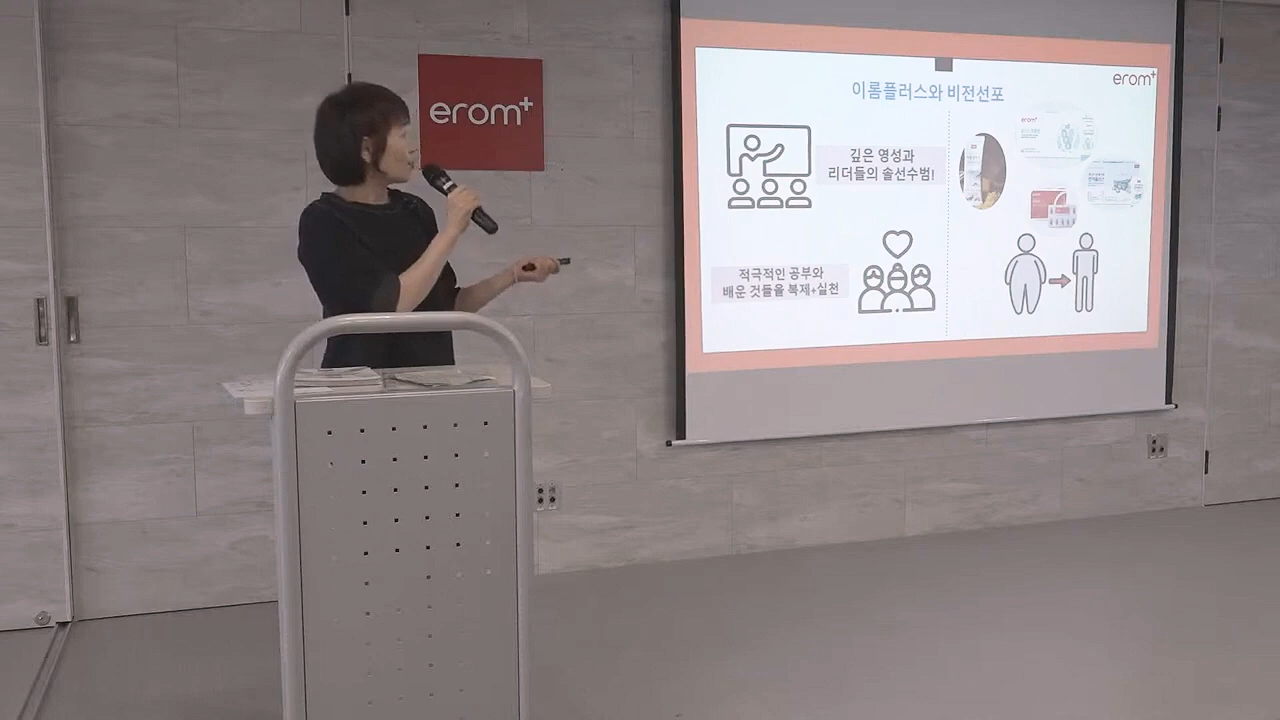 erom+
erom+
이롬플러스와 비전선포
깊은 영성과
리더들의 솔선수범!
적극적인 공부와
배운 것들을 복제+실천
erom+